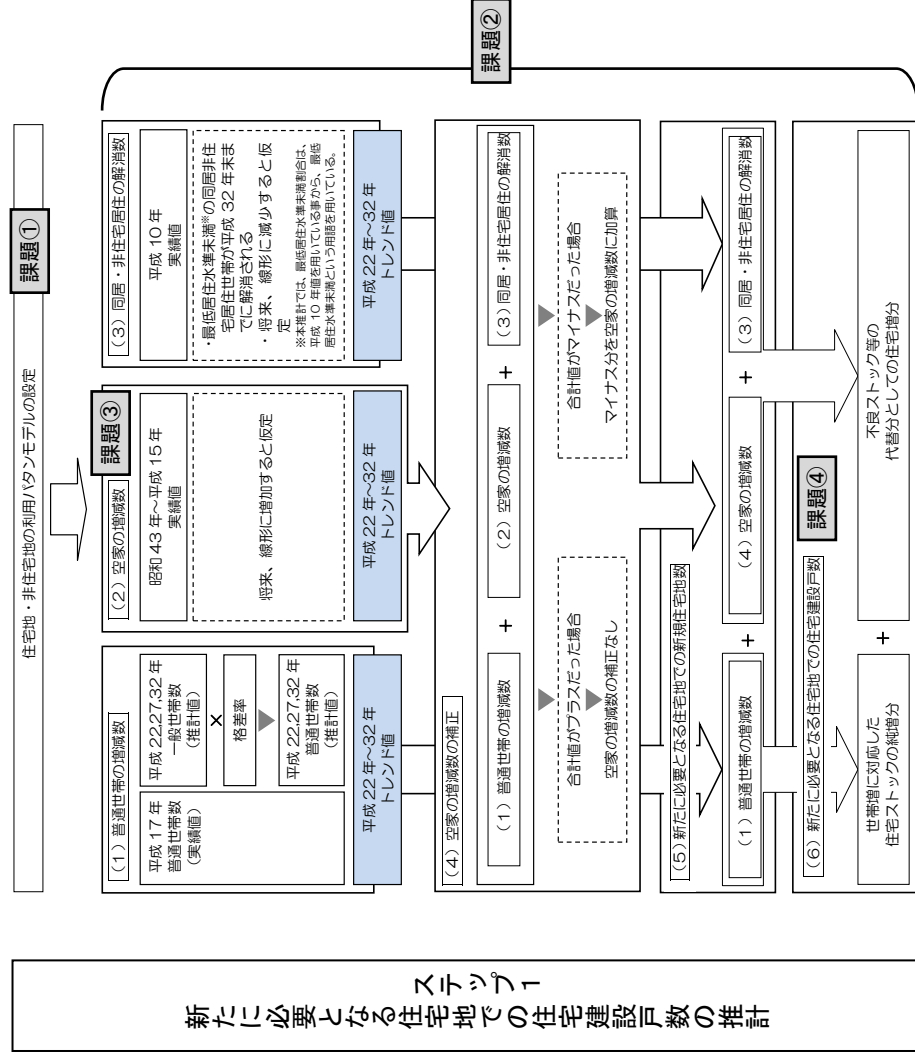 ステップ1
新たに必要となる住宅地での住宅建設戸数の推計
課題①
住宅地・非住宅地の利用パタンモデルの設定
(1)普通世帯の増減数
平成17年
普通世帯数
(実績値)
平成22,27,32年
一般世帯数
(推計値)
×
格差率
平成22,27,32年
普通世帯数
(推計値)
平成22年~32年
トレンド値
課題③
(2)空家の増減数
昭和43年~平成15年
実績値
将来、線形に増加すると仮定
平成22年~32年
トレンド値
(3)同居・非住宅居住の解消数
平成10年
実績値
・最低居住水準未満※の同居非住
宅居住世帯が平成32年末ま
でに解消される
・将来、線形に減少すると仮
定
※本推計では、最低居住水準未満割合は、
平成10年値を用いている事から、最低
居住水準未満という用語を用いている。
平成22年~32年
トレンド値
課題②
(4)空家の増減数の補正
(1)普通世帯の増減数
+
(2)空家の増減数
+
(3)同居・非住宅居住の解消数
合計値がプラスだった場合
空家の増減数の補正なし
合計値がマイナスだった場合
マイナス分を空家の増減数に加算
(5)新たに必要となる住宅地での新規住宅地数
(1)普通世帯の増減数
+
(4)空家の増減数
+
(3)同居・非住宅居住の解消数
課題④
(6)新たに必要となる住宅地での住宅建設戸数
世帯増に対応した
住宅ストックの純増分
+
不良ストック等の
代替分としての住宅増分